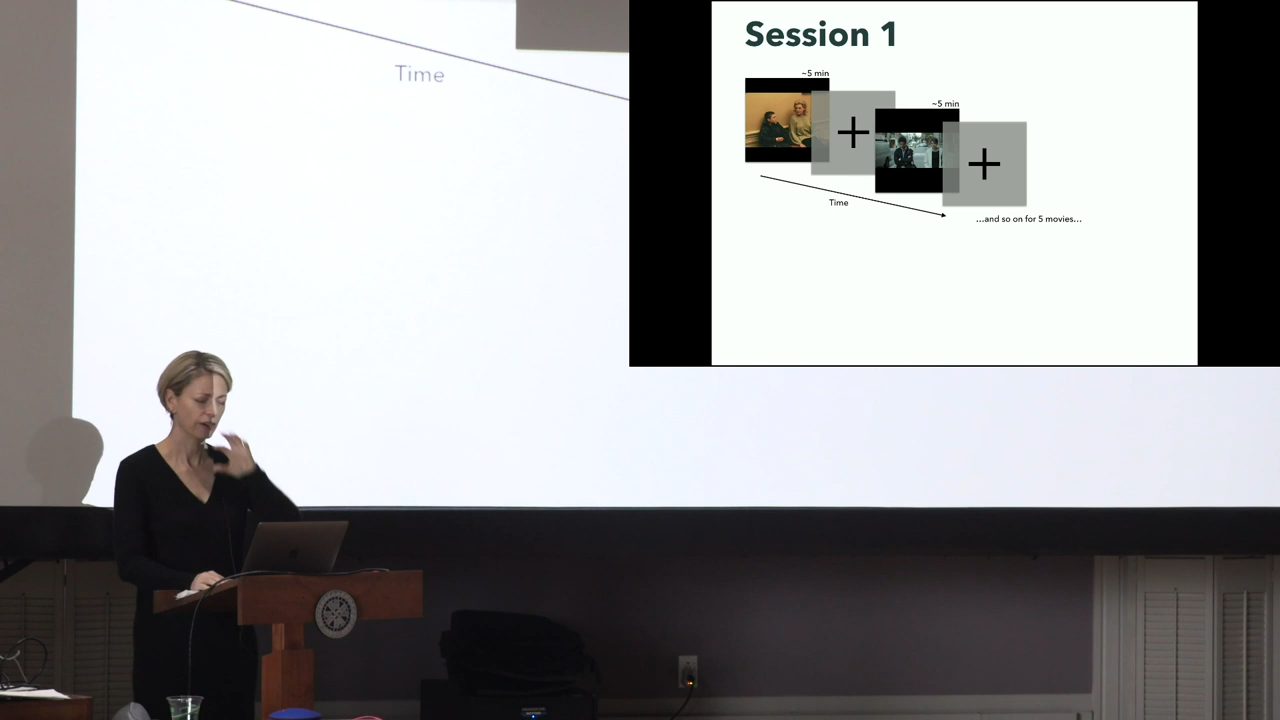 Time
Session 1
~5 min
~5 min
Time
...and so on for 5 movies...